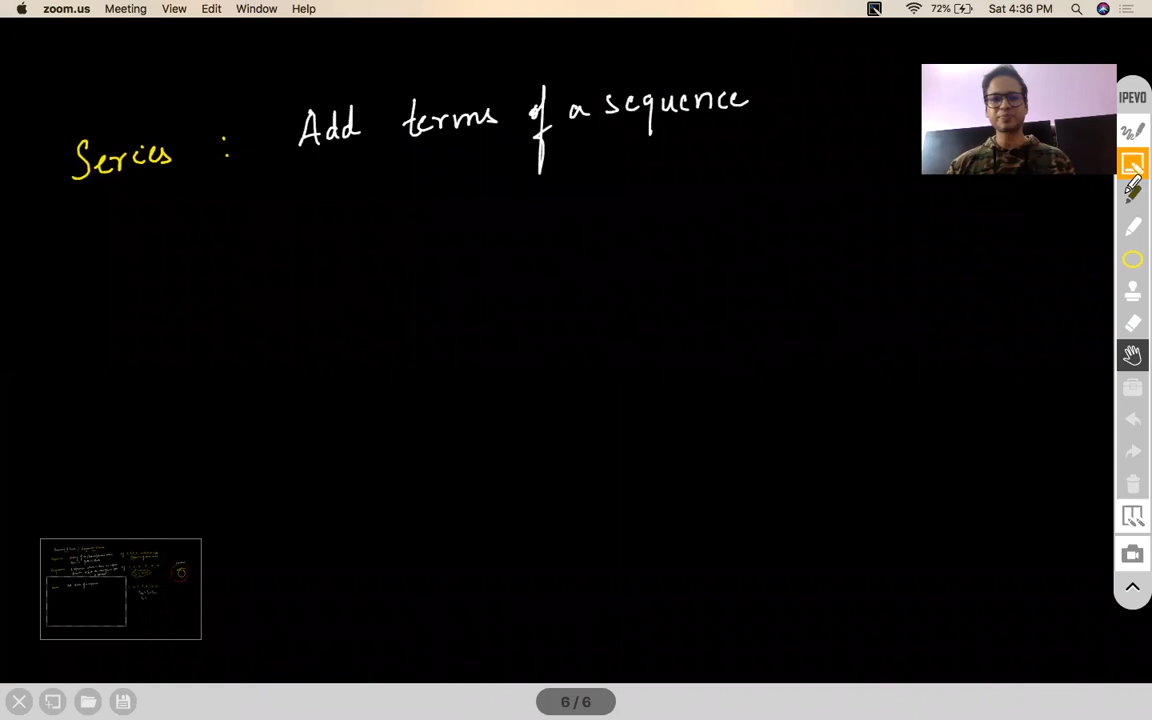 zoom.us Meeting View Edit Window Help 72% Sat 4:36 PM
Series : Add terms of a sequence
IPEVO
6 / 6